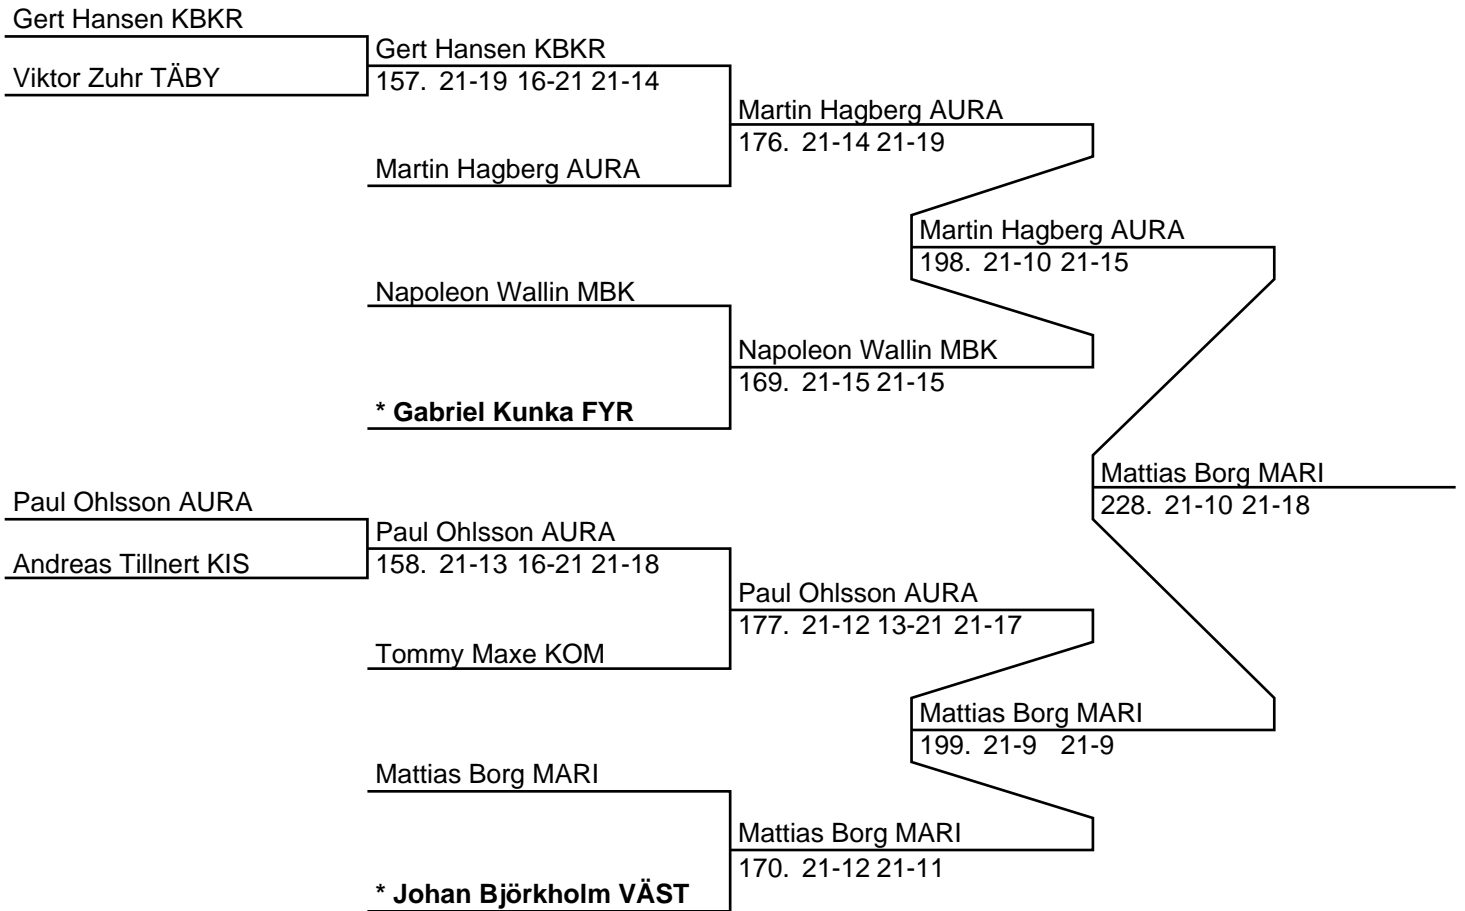 Gert Hansen KBKR
Gert Hansen KBKR
Viktor Zuhr TÄBY
157. 21-19 16-21 21-14
Martin Hagberg AURA
176. 21-14 21-19
Martin Hagberg AURA
Martin Hagberg AURA
198. 21-10 21-15
Napoleon Wallin MBK
Napoleon Wallin MBK
169. 21-15 21-15
* Gabriel Kunka FYR
Mattias Borg MARI
228. 21-10 21-18
Paul Ohlsson AURA
Paul Ohlsson AURA
Andreas Tillnert KIS
158. 21-13 16-21 21-18
Paul Ohlsson AURA
177. 21-12 13-21 21-17
Tommy Maxe KOM
Mattias Borg MARI
199. 21-9 21-9
Mattias Borg MARI
Mattias Borg MARI
170. 21-12 21-11
* Johan Björkholm VÄST